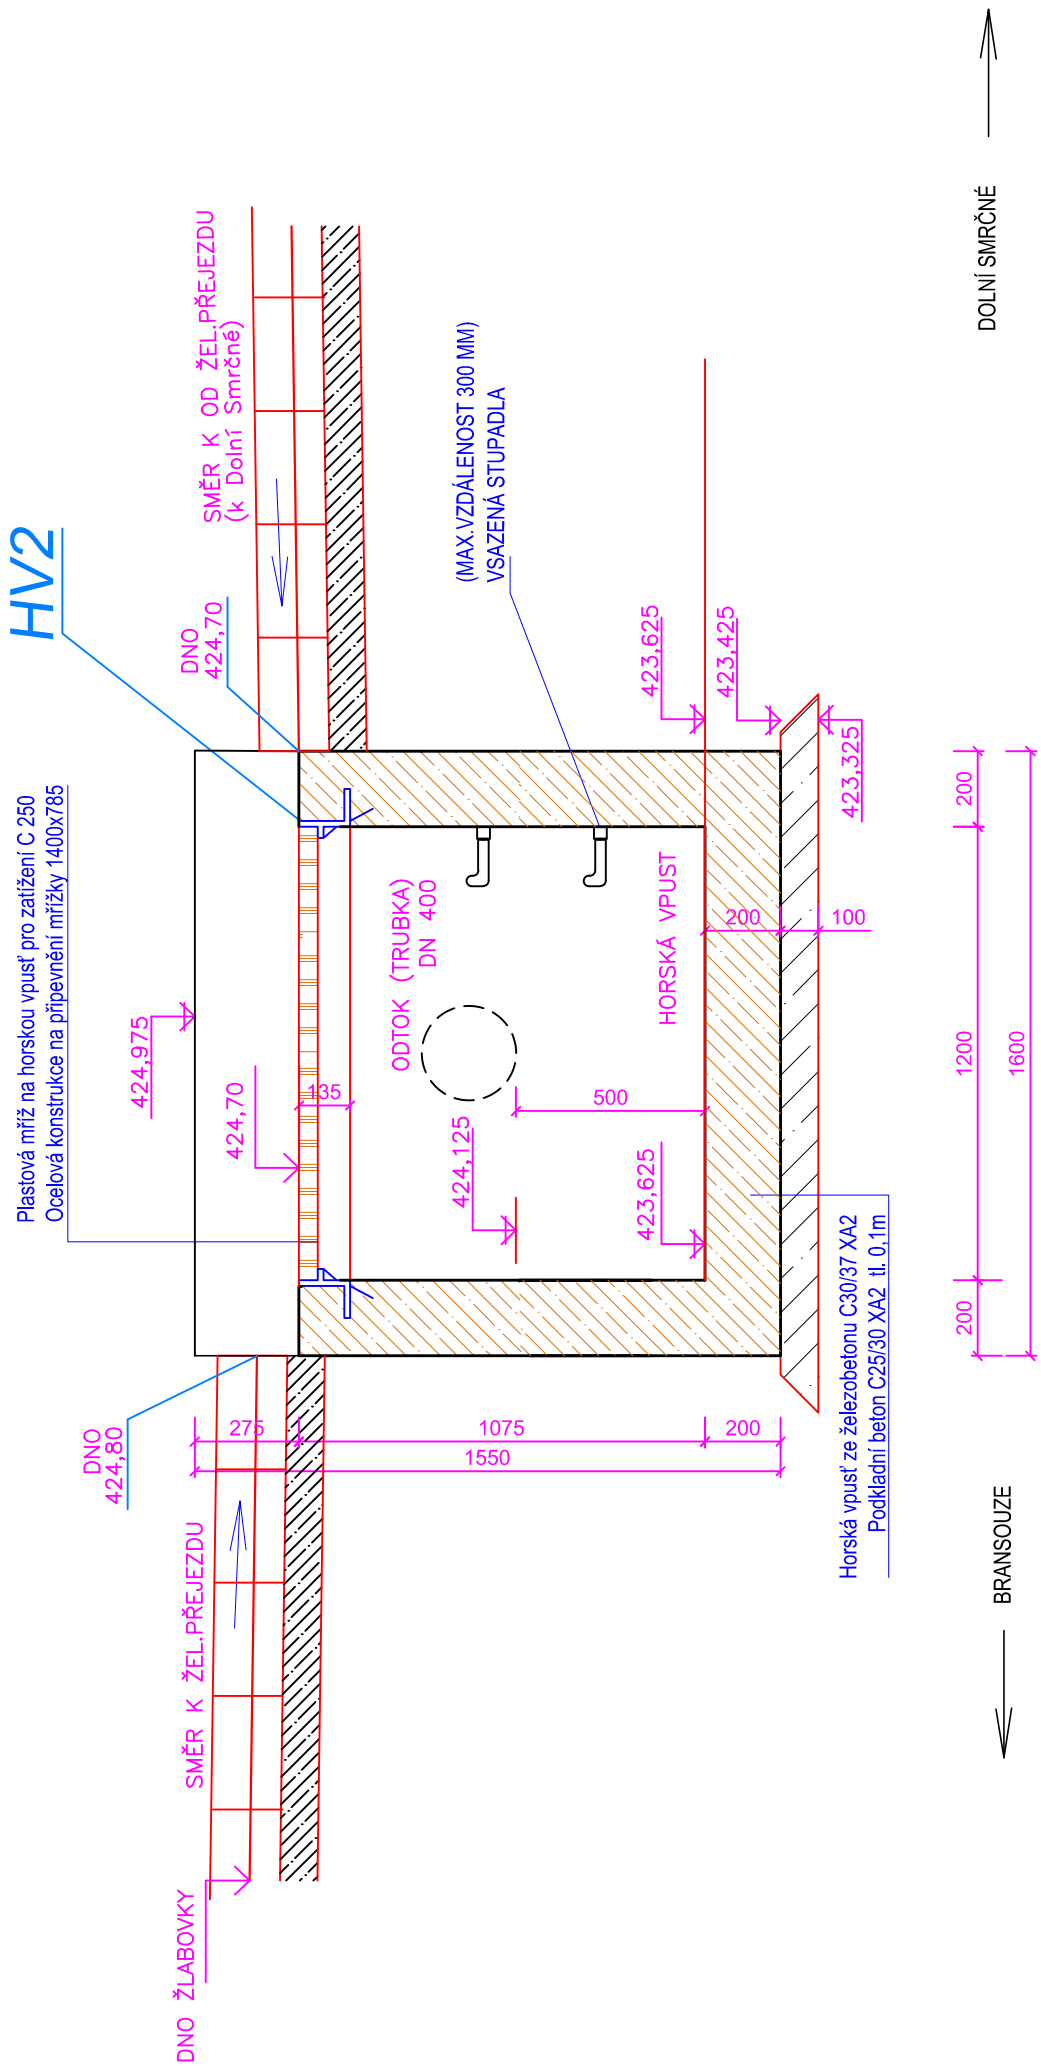 HV2
Plastová mříž na horskou vpusť pro zatížení C 250
Ocelová konstrukce na připevnění mřížky 1400x785
SMĚR K OD ŽEL.PŘEJEZDU
(k Dolní Smrčné)
DNO
424,70
424,975
424,70
135
DNO
424,80
SMĚR K ŽEL.PŘEJEZDU
DNO ŽLABOVKY
(MAX.VZDÁLENOST 300 MM)
VSAZENÁ STUPADLA
ODTOK (TRUBKA)
DN 400
424,125
500
423,625
HORSKÁ VPUST
423,625
423,425
423,325
200
100
275
1075
200
1550
Horská vpusť ze železobetonu C30/37 XA2
Podkladní beton C25/30 XA2 tl. 0,1m
200
1200
200
1600
BRANSOUZE
DOLNÍ SMRČNÉ